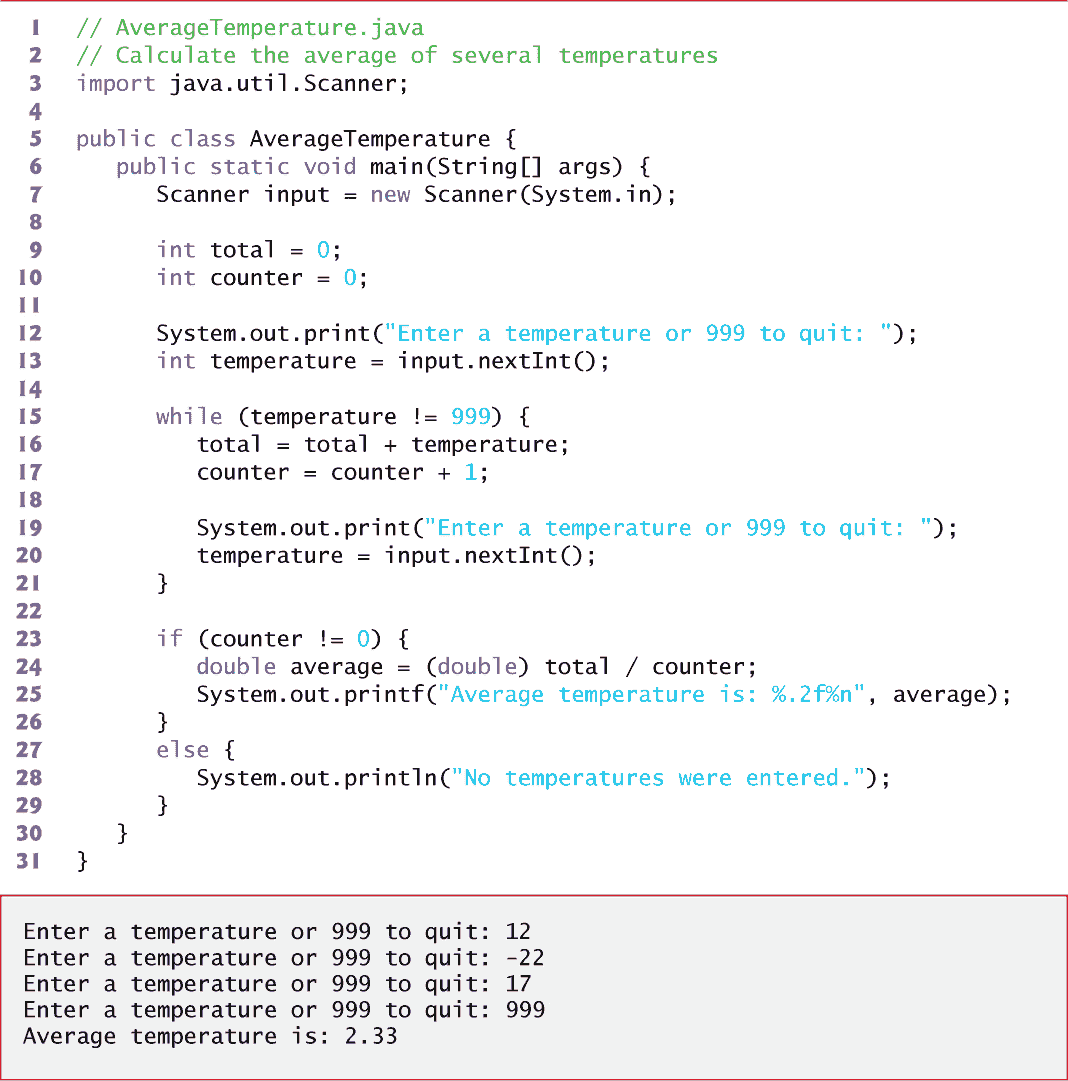 1 // AverageTemperature.java
2 // Calculate the average of several temperatures
3 import java.util.Scanner;
4
5 public class AverageTemperature {
6    public static void main(String[] args) {
7       Scanner input = new Scanner(System.in);
8
9       int total = 0;
10       int counter = 0;
11
12       System.out.print("Enter a temperature or 999 to quit: ");
13       int temperature = input.nextInt();
14
15       while (temperature != 999) {
16          total = total + temperature;
17          counter = counter + 1;
18
19          System.out.print("Enter a temperature or 999 to quit: ");
20          temperature = input.nextInt();
21       }
22
23       if (counter != 0) {
24          double average = (double) total / counter;
25          System.out.printf("Average temperature is: %.2f%n", average);
26       }
27       else {
28          System.out.println("No temperatures were entered.");
29       }
30    }
31 }
Enter a temperature or 999 to quit: 12
Enter a temperature or 999 to quit: -22
Enter a temperature or 999 to quit: 17
Enter a temperature or 999 to quit: 999
Average temperature is: 2.33